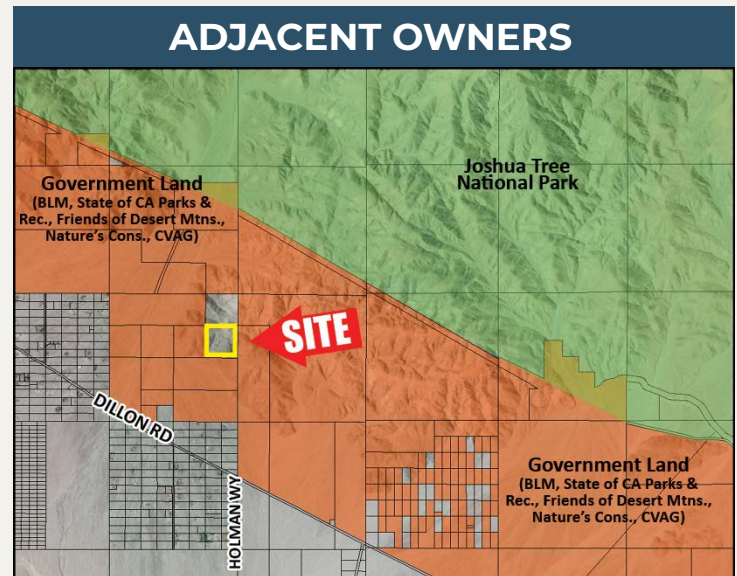 ADJACENT OWNERS
Joshua Tree
National Park
Government Land
(BLM, State of CA Parks &
Rec., Friends of Desert Mtns.,
Nature's Cons., CVAG)
SITE
DILLON RD
HOLMAN WY
Government Land
(BLM, State of CA Parks &
Rec., Friends of Desert Mtns.,
Nature's Cons., CVAG)